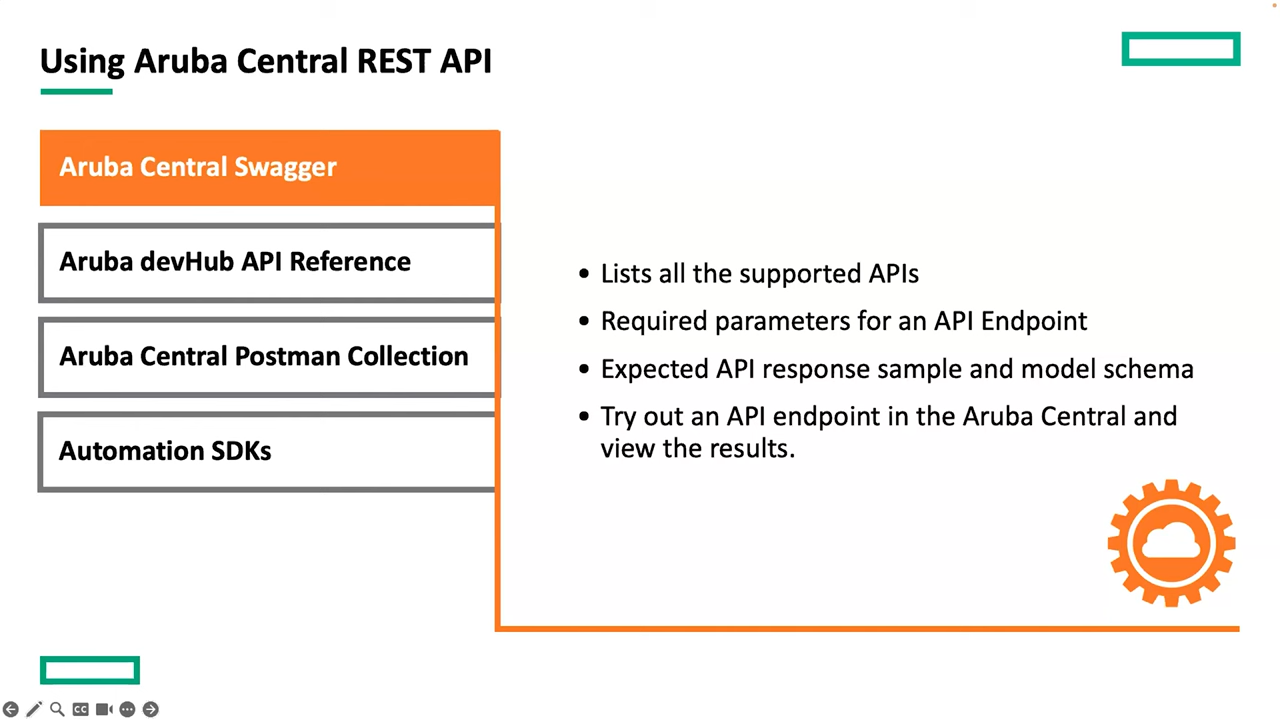 Using Aruba Central REST API
Aruba Central Swagger
Aruba devHub API Reference
Aruba Central Postman Collection
Automation SDKs
• Lists all the supported APIs
• Required parameters for an API Endpoint
• Expected API response sample and model schema
• Try out an API endpoint in the Aruba Central and
view the results.
CC